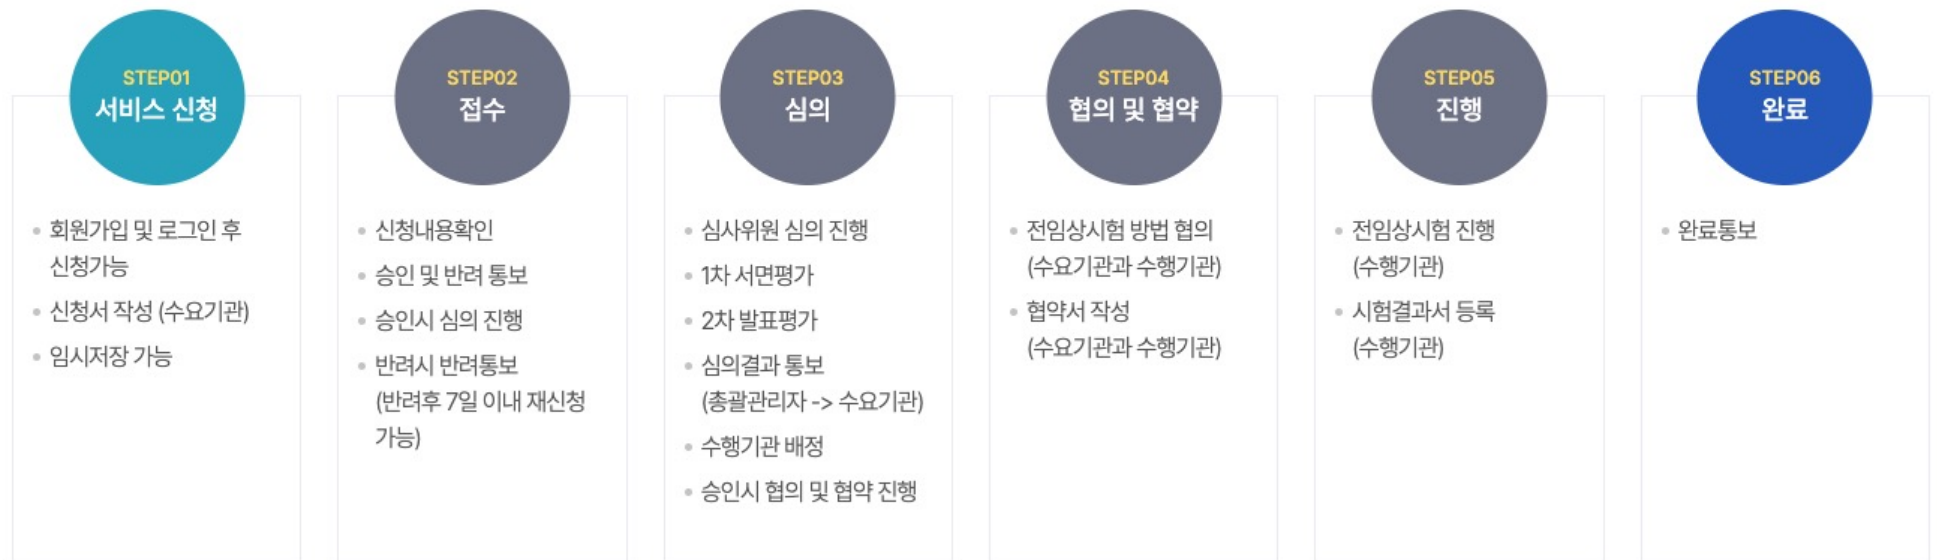 STEP01
서비스 신청
회원가입 및 로그인 후
신청가능
신청서 작성 (수요기관)
임시저장 가능
STEP02
접수
신청내용확인
승인 및 반려 통보
승인시 심의 진행
반려시 반려통보
(반려후 7일 이내 재신청
가능)
STEP03
심의
심사위원 심의 진행
1차 서면평가
2차 발표평가
심의결과 통보
(총괄관리자 -> 수요기관)
수행기관 배정
승인시 협의 및 협약 진행
STEP04
협의 및 협약
전임상시험 방법 협의
(수요기관과 수행기관)
협약서 작성
(수요기관과 수행기관)
STEP05
진행
전임상시험 진행
(수행기관)
시험결과서 등록
(수행기관)
STEP06
완료
완료통보